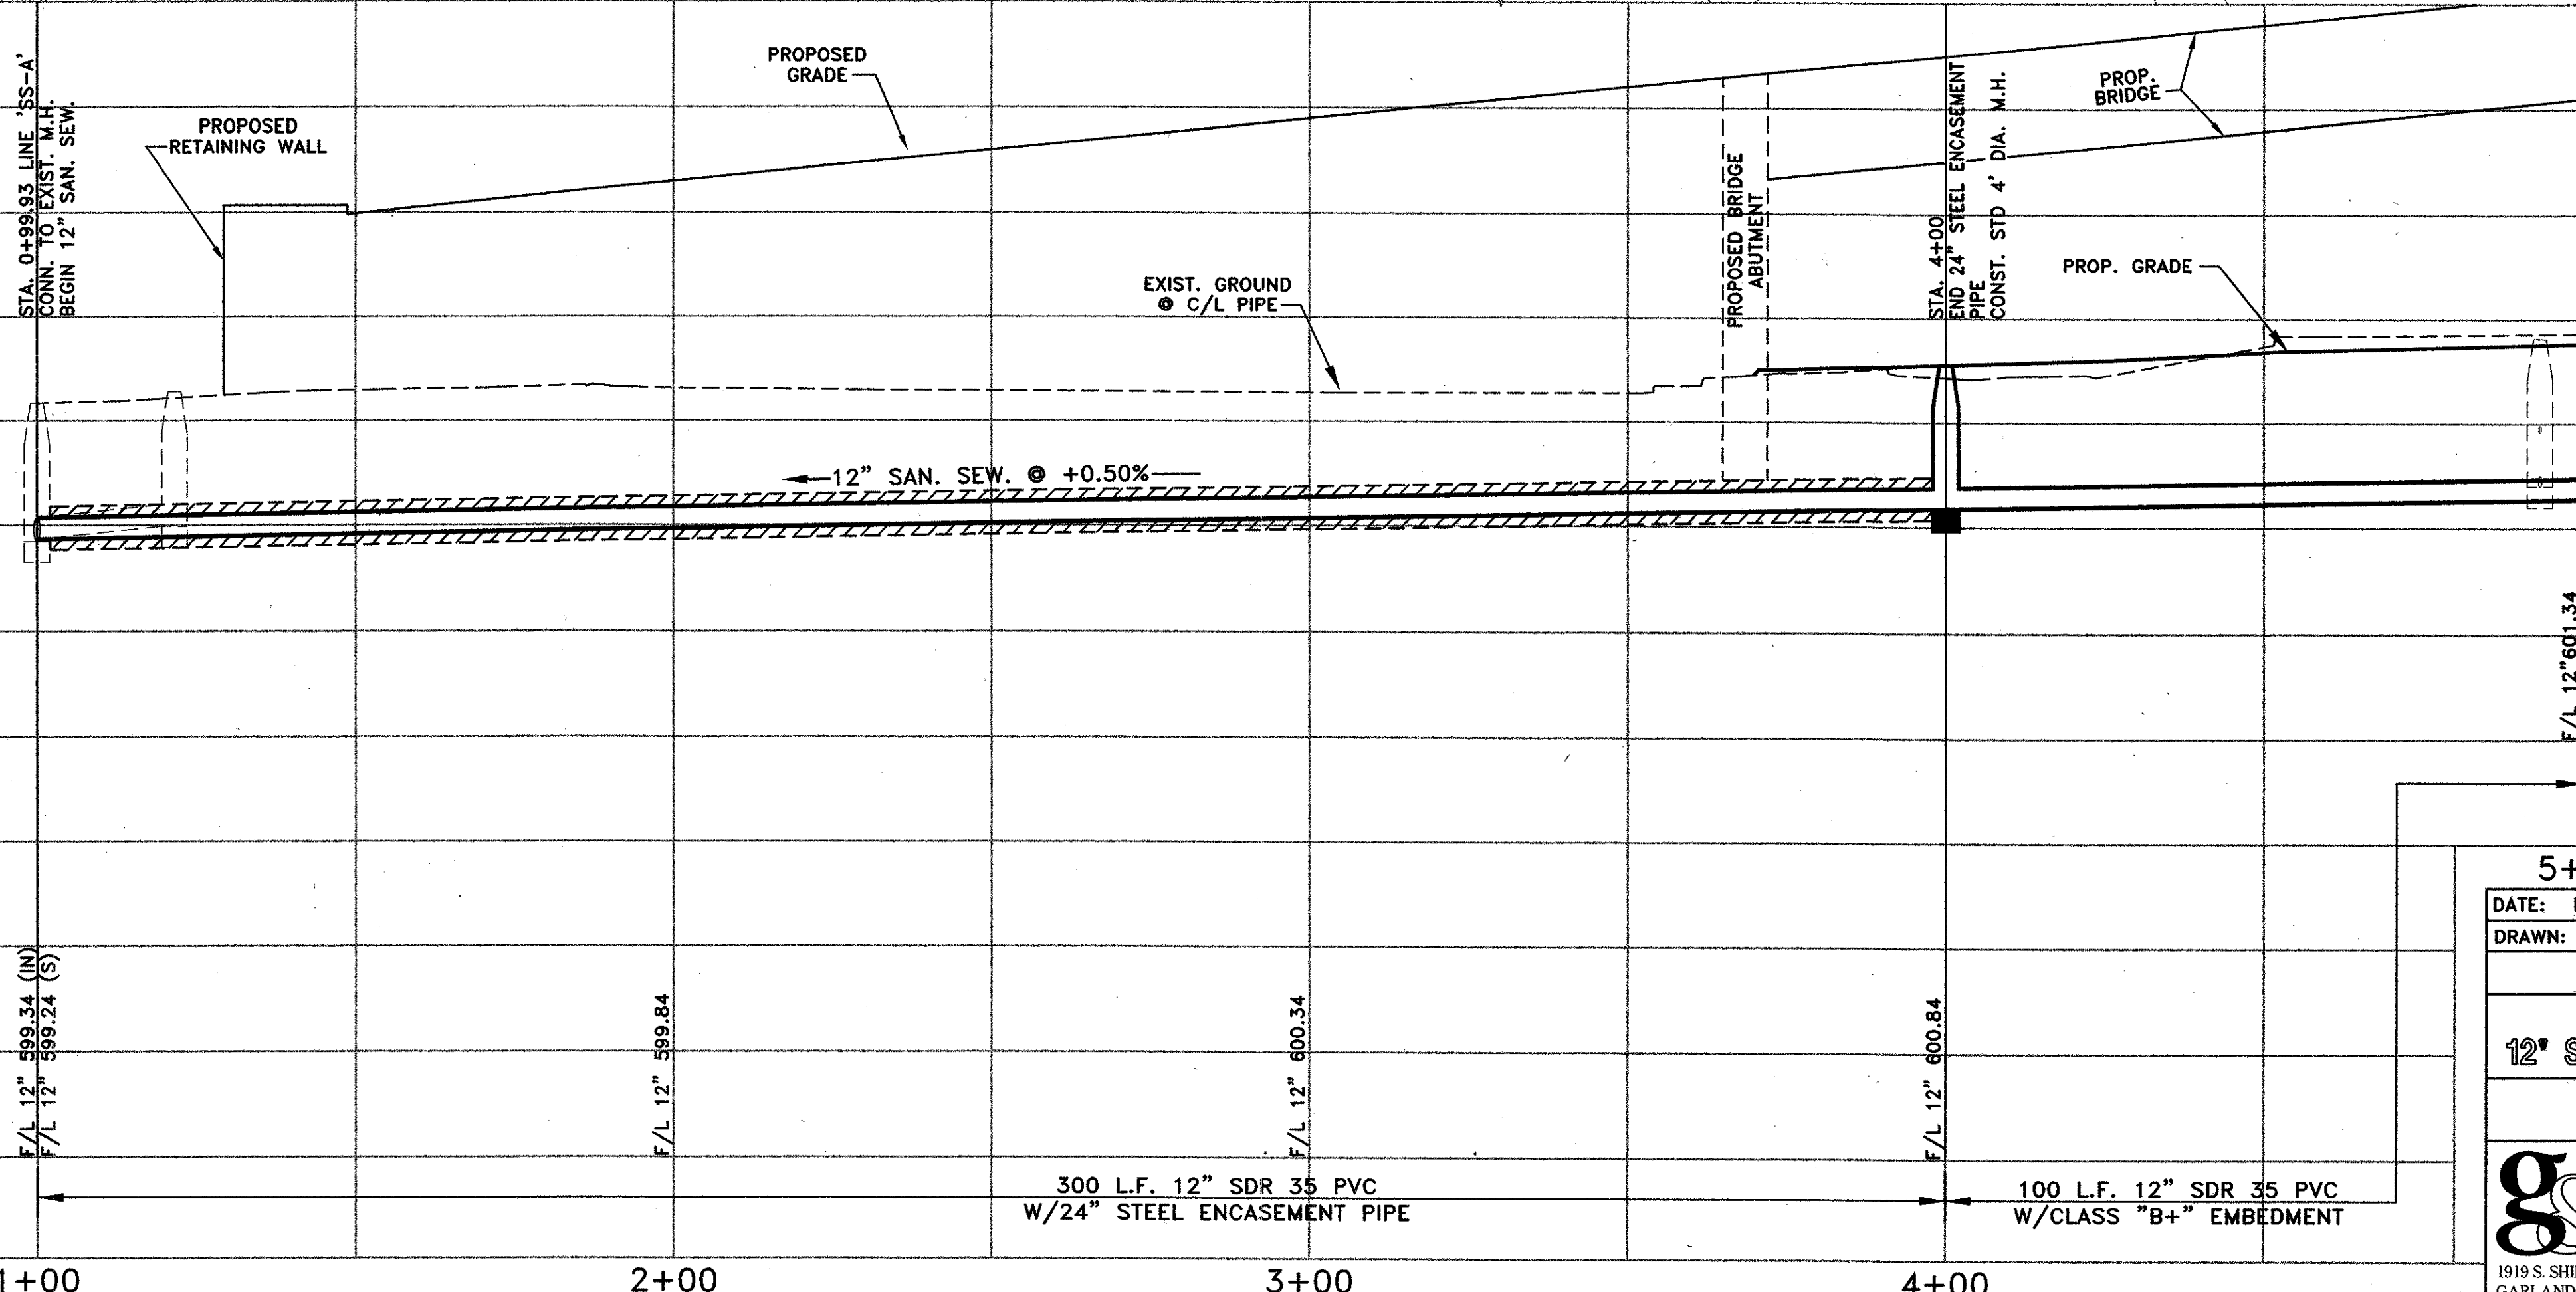 STA. 0+99.93 LINE 'SS-A'
CONN. TO EXIST. M.H.
BEGIN 12" SAN. SEW.
PROPOSED
RETAINING WALL
PROPOSED
GRADE
EXIST. GROUND
@ C/L PIPE
PROPOSED BRIDGE
ABUTMENT
STA. 4+00
END 24" STEEL ENCASEMENT
PIPE
CONST. STD 4' DIA. M.H.
PROP.
BRIDGE
PROP. GRADE
12" SAN. SEW. @ +0.50%
F/L 12" 599.34 (IN)
F/L 12" 599.24 (S)
F/L 12" 599.84
F/L 12" 600.34
F/L 12" 600.84
F/L 12"601.34
300 L.F. 12" SDR 35 PVC
W/24" STEEL ENCASEMENT PIPE
100 L.F. 12" SDR 35 PVC
W/CLASS "B+" EMBEDMENT
1+00
2+00
3+00
4+00
5+
DATE:
DRAWN:
12" S
g
1919 S. SHI
GARLAND